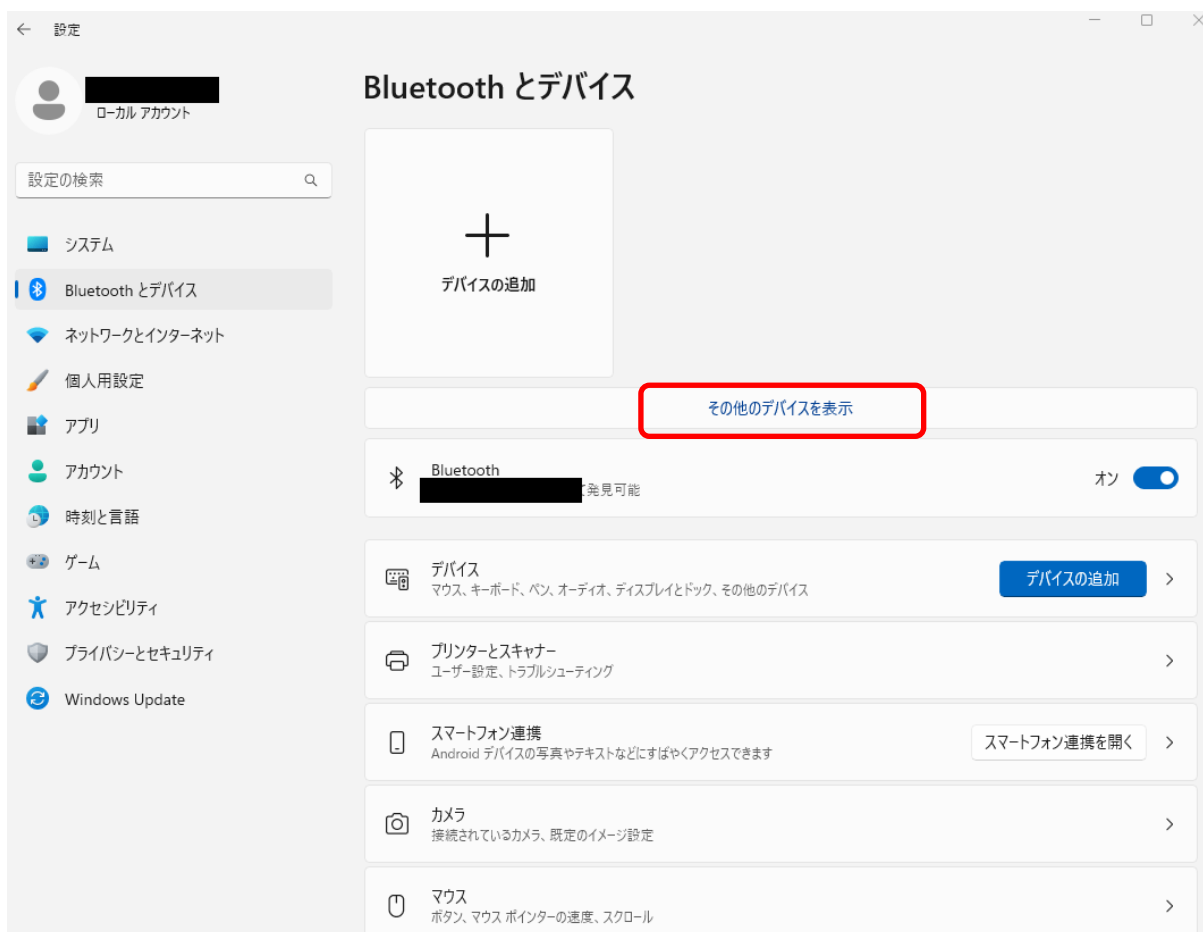 設定
ローカル アカウント
設定の検索
システム
Bluetooth とデバイス
ネットワークとインターネット
個人用設定
アプリ
アカウント
時刻と言語
ゲーム
アクセシビリティ
プライバシーとセキュリティ
Windows Update
Bluetooth とデバイス
デバイスの追加
その他のデバイスを表示
Bluetooth
発見可能
オン
デバイス
マウス、キーボード、ペン、オーディオ、ディスプレイとドック、その他のデバイス
デバイスの追加
プリンターとスキャナー
ユーザー設定、トラブルシューティング
スマートフォン連携
Android デバイスの写真やテキストなどにすばやくアクセスできます
スマートフォン連携を開く
カメラ
接続されているカメラ、既定のイメージ設定
マウス
ボタン、マウス ポインターの速度、スクロール